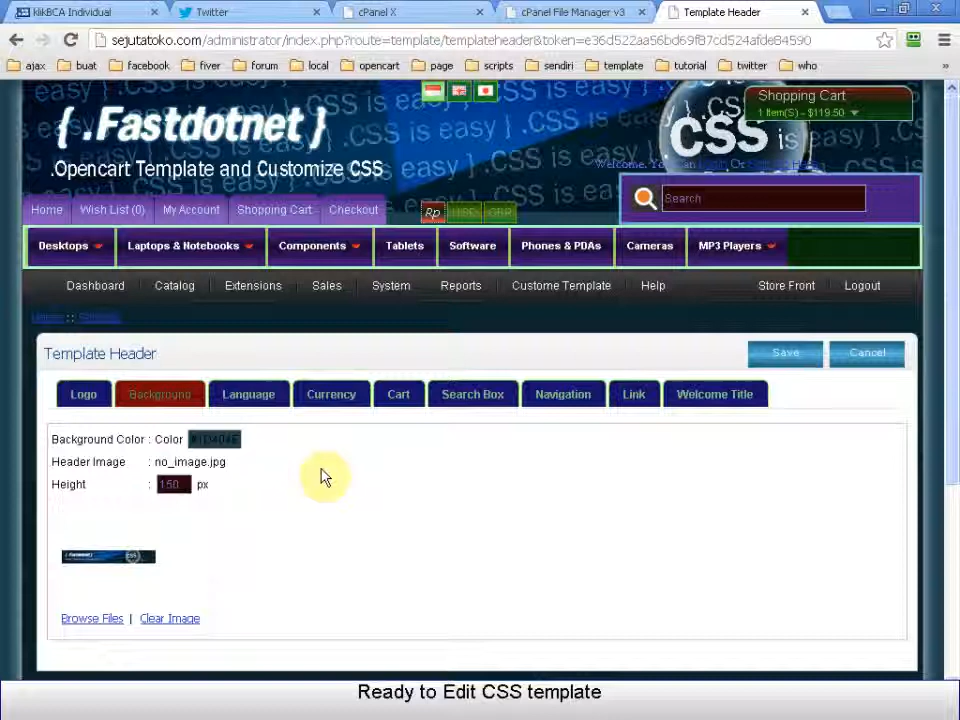 klikBCA Individual
Twitter
cPanel X
cPanel File Manager v3
Template Header
sejutatoko.com/administrator/index.php?route=template/templateheader&token=e36d522aa56bd69f87cd524afde84590
ajax
buat
facebook
fiver
forum
local
opencart
page
scripts
sendiri
template
tutorial
twitter
who
»
{ .Fastdotnet }
.Opencart Template and Customize CSS
CSS
Shopping Cart
1 Item(S) - $119.50
Search
Home
Wish List (0)
My Account
Shopping Cart
Checkout
Rp
GBP
Desktops
Laptops & Notebooks
Components
Tablets
Software
Phones & PDAs
Cameras
MP3 Players
Dashboard
Catalog
Extensions
Sales
System
Reports
Custome Template
Help
Store Front
Logout
Template Header
Save
Cancel
Logo
Background
Language
Currency
Cart
Search Box
Navigation
Link
Welcome Title
Background Color : Color #1D404E
Header Image : no_image.jpg
Height : 150 px
Browse Files | Clear Image
Ready to Edit CSS template